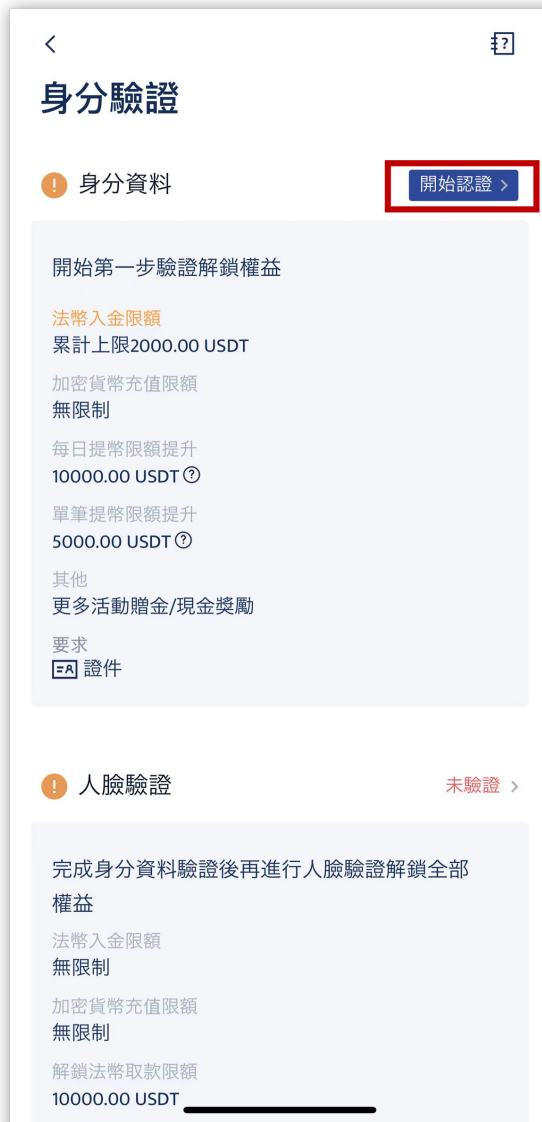 身分驗證
身分資料
開始認證
開始第一步驗證解鎖權益
法幣入金限額
累計上限2000.00 USDT
加密貨幣充值限額
無限制
每日提幣限額提升
10000.00 USDT
單筆提幣限額提升
5000.00 USDT
其他
更多活動贈金/現金獎勵
要求
證件
人臉驗證
未驗證
完成身分資料驗證後再進行人臉驗證解鎖全部
權益
法幣入金限額
無限制
加密貨幣充值限額
無限制
解鎖法幣取款限額
10000.00 USDT